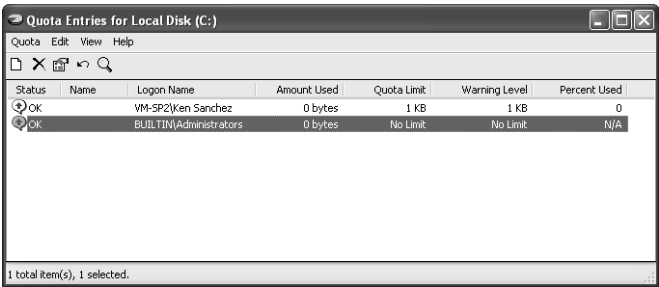 Quota Entries for Local Disk (C:)
Quota Edit View Help
Status Name Logon Name Amount Used Quota Limit Warning Level Percent Used
OK VM-SP2\Ken Sanchez 0 bytes 1 KB 1 KB 0
OK BUILTIN\Administrators 0 bytes No Limit No Limit N/A
1 total item(s), 1 selected.